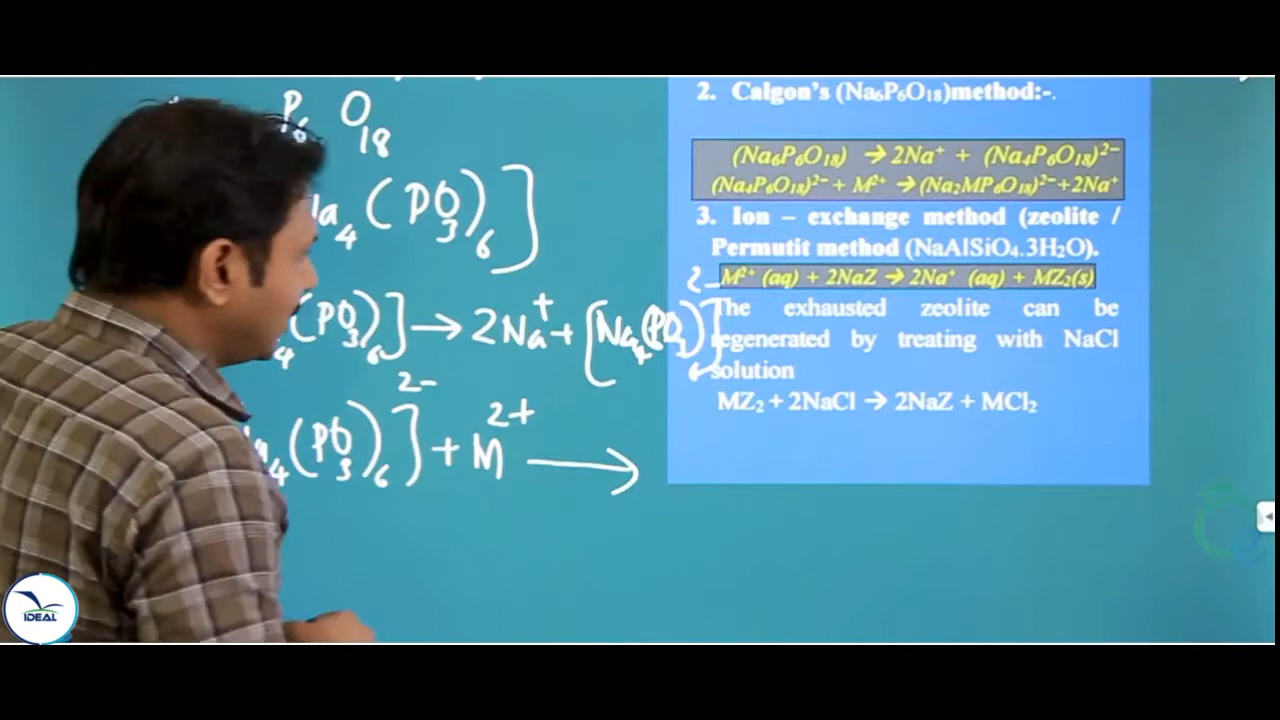 P₆ O₁₈
Na₄(PO₃)₆]
₄(PO₃)₆] → 2Na⁺ + [Na₄(PO₃)₆]²⁻
Na₄(PO₃)₆]²⁻ + M²⁺ →
2. Calgon's (Na₆P₆O₁₈)method:-.
(Na₆P₆O₁₈) → 2Na⁺ + (Na₄P₆O₁₈)²⁻
(Na₄P₆O₁₈)²⁻ + M²⁺ → (Na₂MP₆O₁₈)²⁻ +2Na⁺
3. Ion – exchange method (zeolite /
Permutit method (NaAlSiO₄.3H₂O).
M²⁺ (aq) + 2NaZ → 2Na⁺ (aq) + MZ₂(s)
The exhausted zeolite can be
regenerated by treating with NaCl
solution
MZ₂ + 2NaCl → 2NaZ + MCl₂
IDEAL